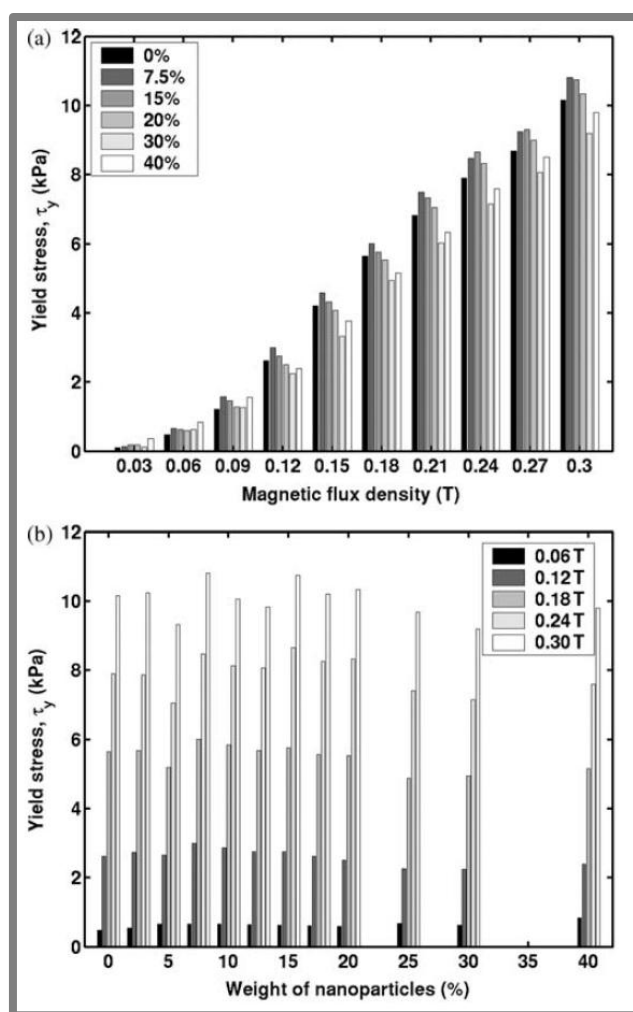 (a)
12
10
8
6
4
2
0
Yield stress, τy (kPa)
0%
7.5%
15%
20%
30%
40%
0.03 0.06 0.09 0.12 0.15 0.18 0.21 0.24 0.27 0.3
Magnetic flux density (T)
(b)
12
10
8
6
4
2
0
Yield stress, τy (kPa)
0.06 T
0.12 T
0.18 T
0.24 T
0.30 T
0 5 10 15 20 25 30 35 40
Weight of nanoparticles (%)